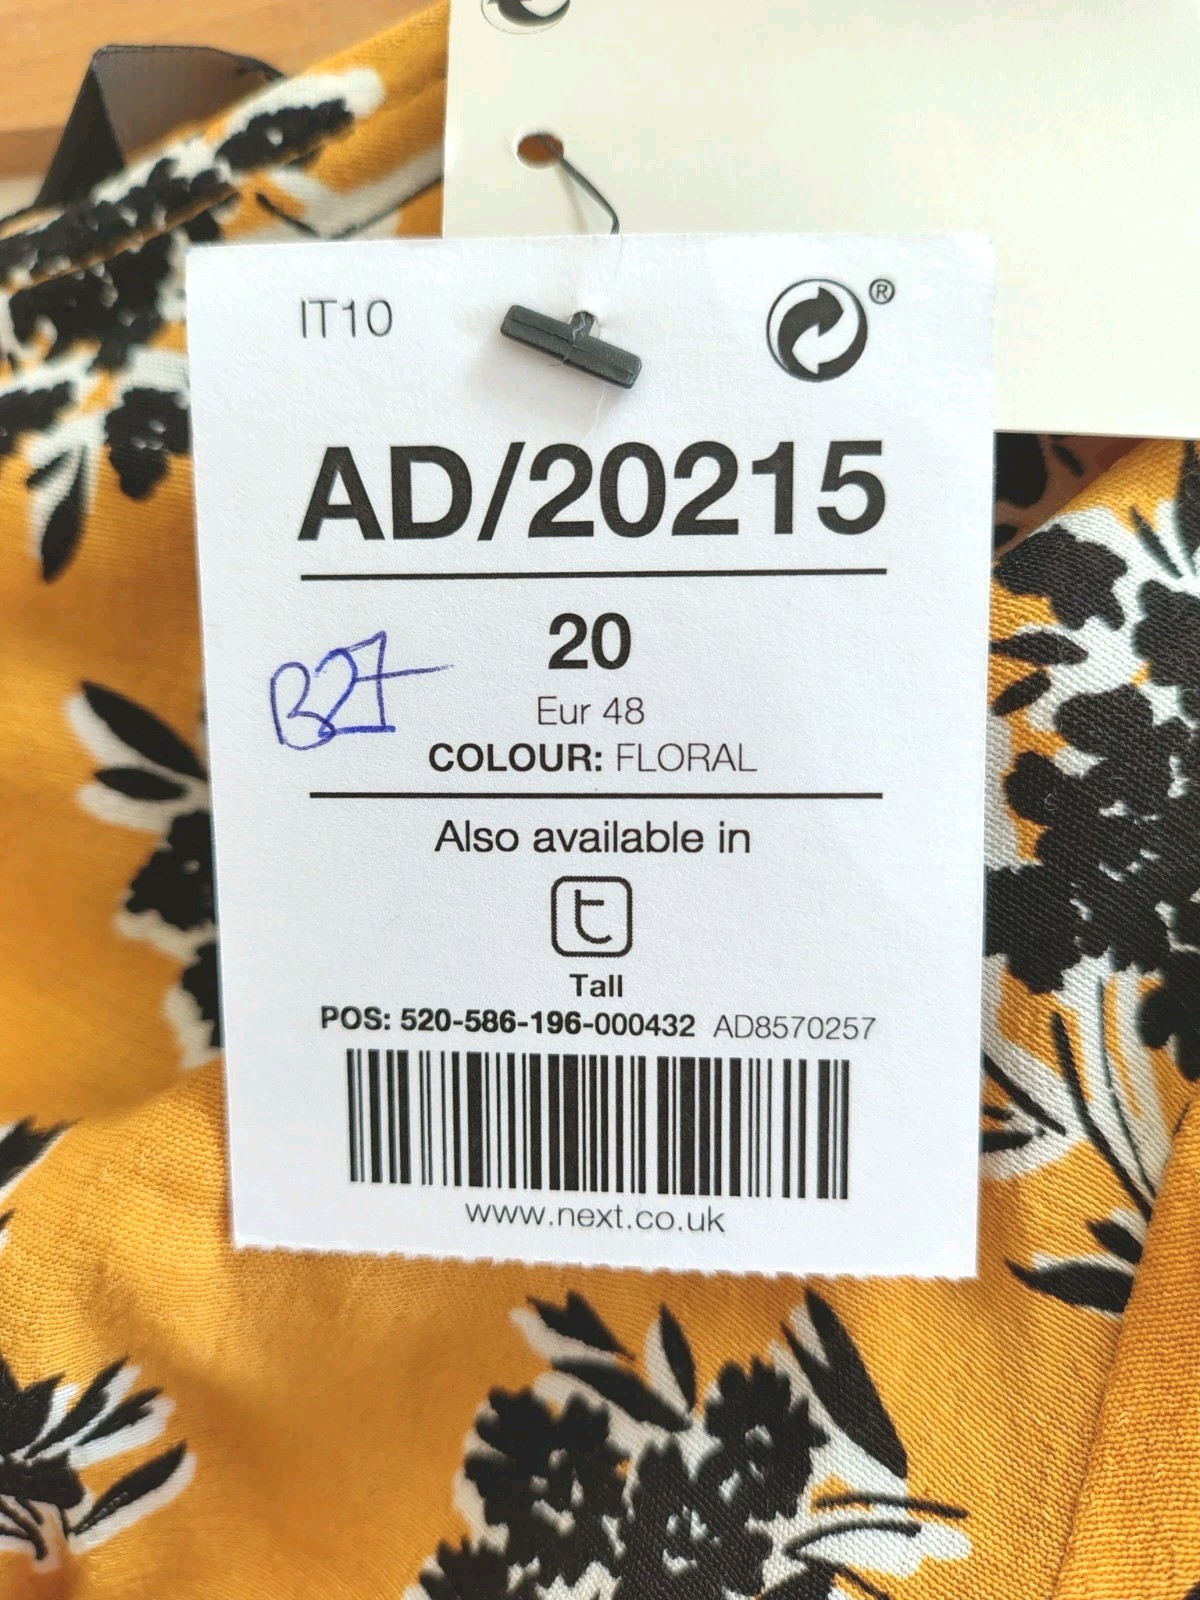 IT10
®
AD/20215
20
B27
Eur 48
COLOUR: FLORAL
Also available in
t
Tall
POS: 520-586-196-000432 AD8570257
www.next.co.uk